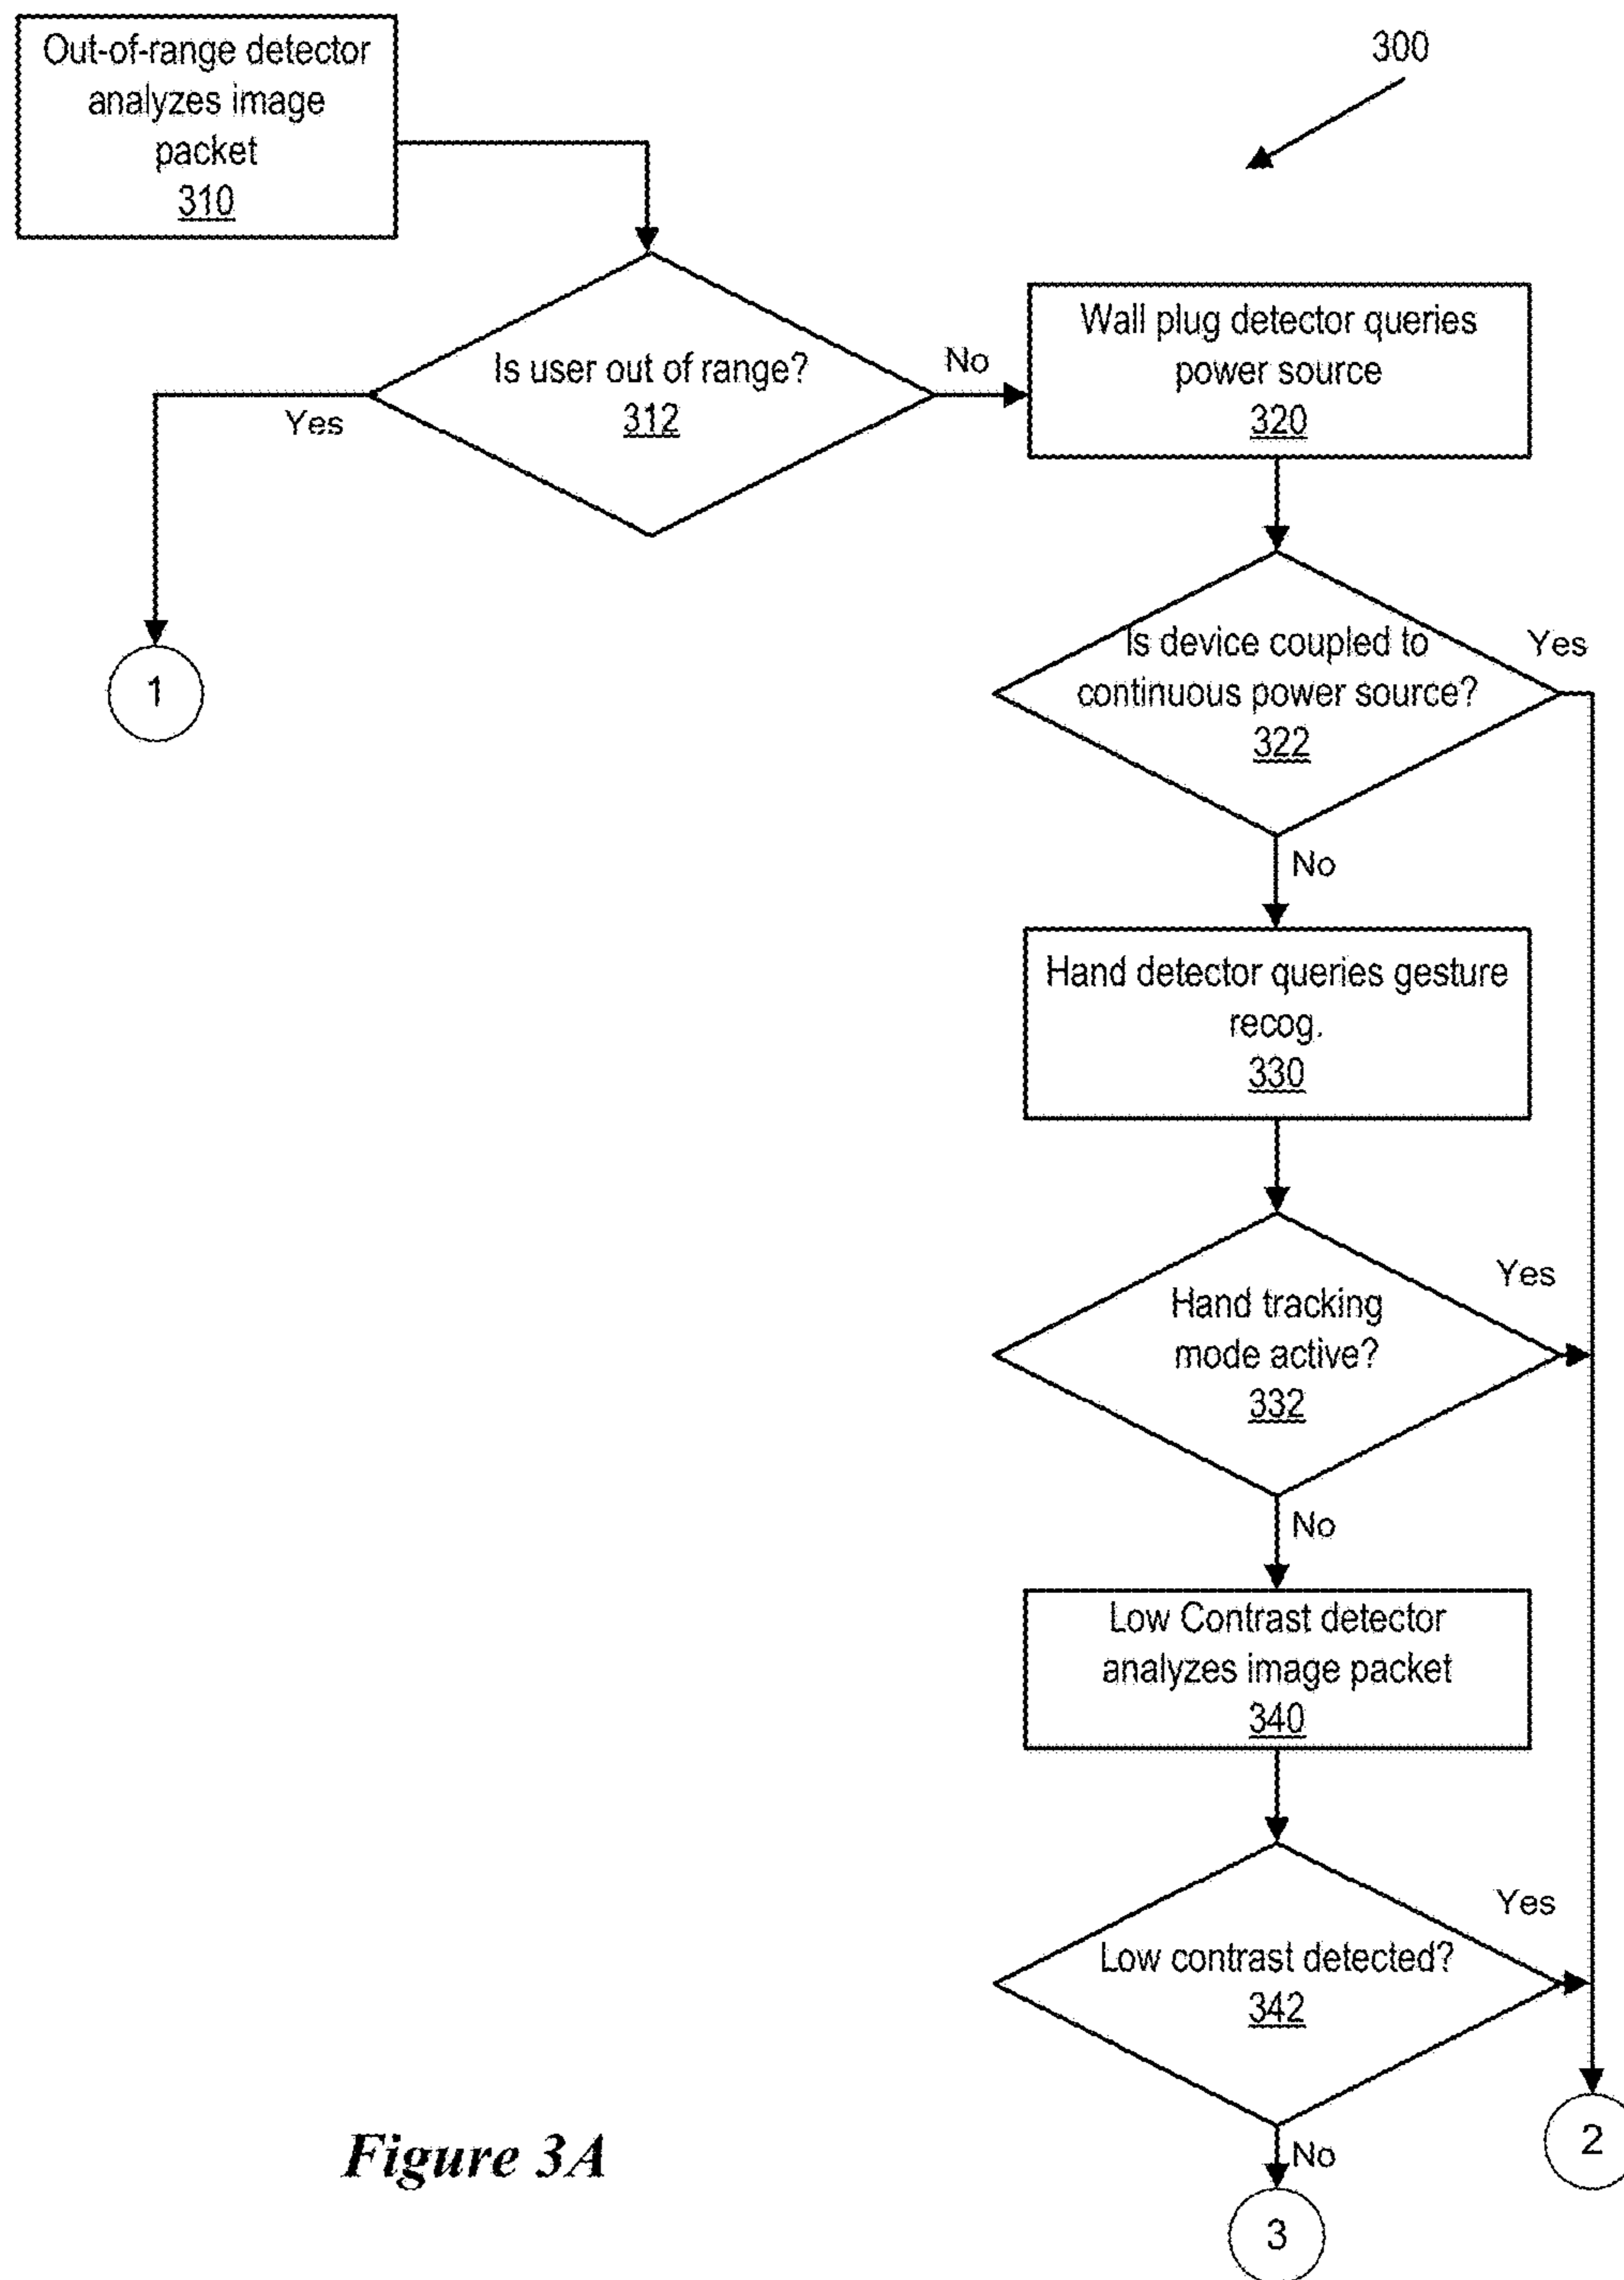 Out-of-range detector
analyzes image
packet
310
300
Is user out of range?
312
Yes
No
Wall plug detector queries
power source
320
1
Is device coupled to
continuous power source?
322
Yes
No
Hand detector queries gesture
recog.
330
Hand tracking
mode active?
332
Yes
No
Low Contrast detector
analyzes image packet
340
Low contrast detected?
342
Yes
No
2
3
Figure 3A